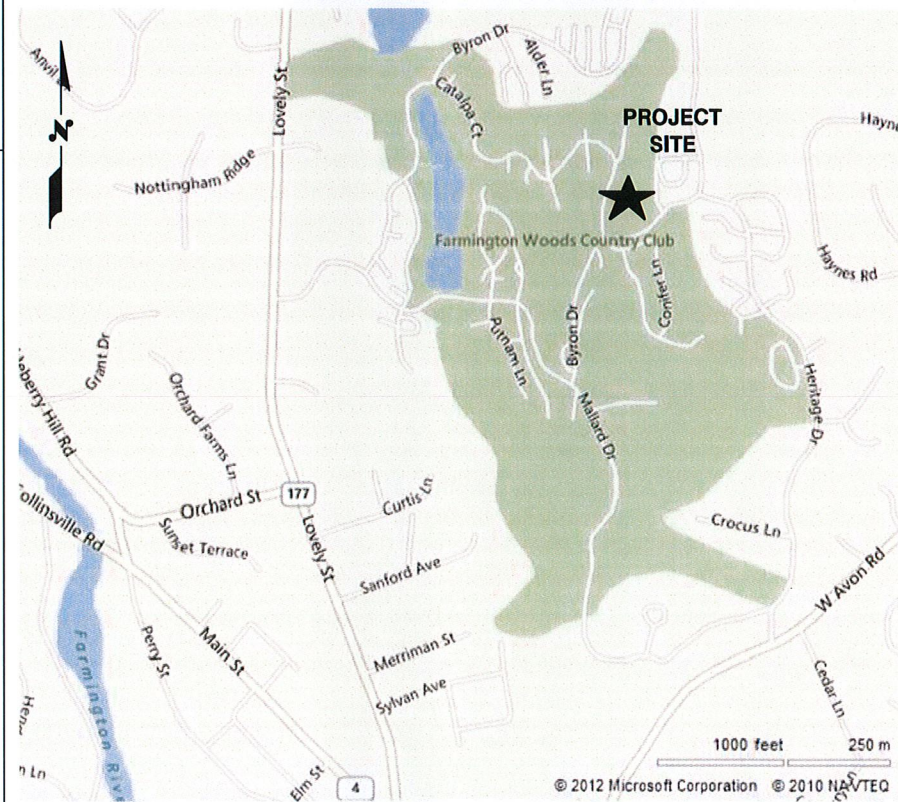 Byron Dr
Alder Ln
Anvil
Lovely St
Catalpa Ct
PROJECT
SITE
N
Nottingham Ridge
Farmington Woods Country Club
Haynes Rd
Conifer Ln
Grant Dr
Putnam Ln
Byron Dr
Orchard Farms Ln
Heritage Dr
Mallard Dr
177
Orchard St
Curtis Ln
Lovely St
Crocus Ln
Sunset Terrace
Collinsville Rd
Sanford Ave
W Avon Rd
Perry St
Main St
Merriman St
Farmington Rive
Sylvan Ave
Cedar Ln
n Ln
Elm St
4
1000 feet
250 m
© 2012 Microsoft Corporation © 2010 NAVTEQ